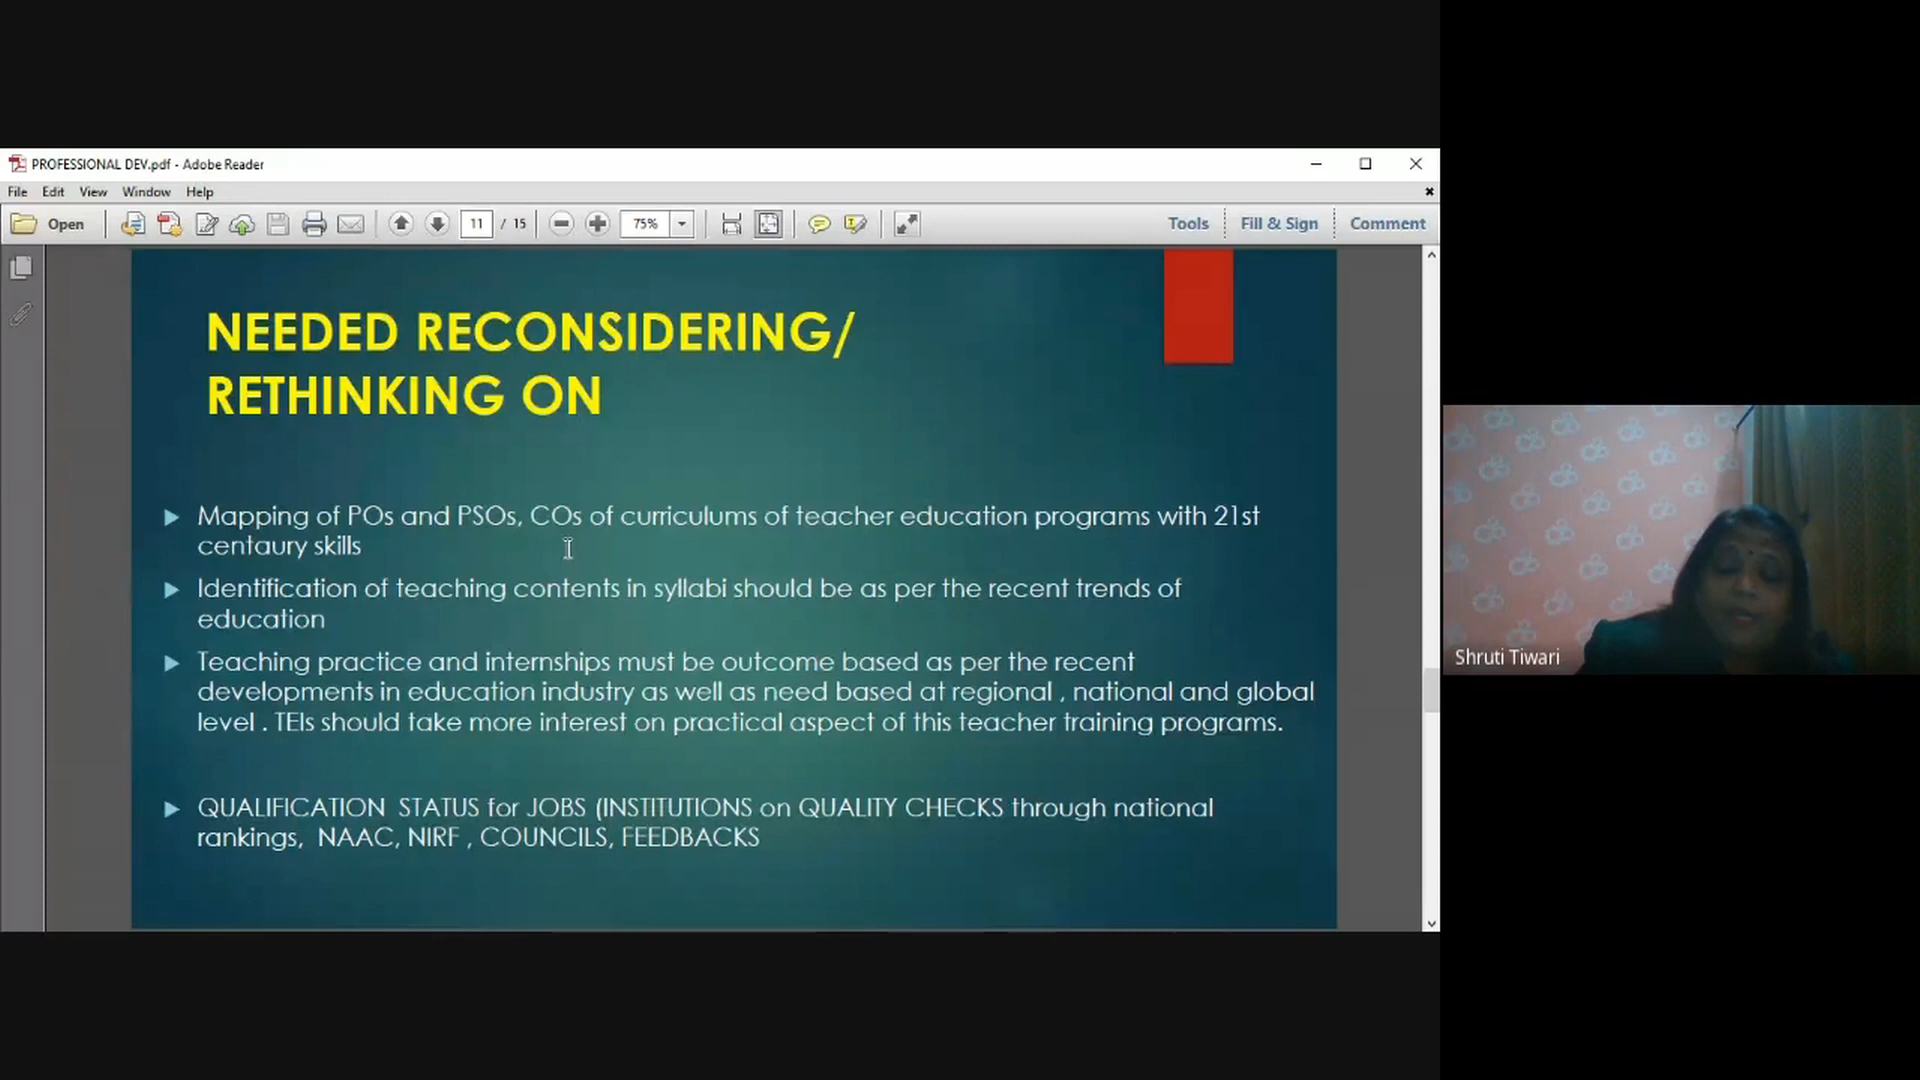 PROFESSIONAL DEV.pdf - Adobe Reader
File Edit View Window Help
Open 11 / 15 75% Tools Fill & Sign Comment
NEEDED RECONSIDERING/
RETHINKING ON
Mapping of POs and PSOs, COs of curriculums of teacher education programs with 21st
centaury skills
Identification of teaching contents in syllabi should be as per the recent trends of
education
Teaching practice and internships must be outcome based as per the recent
developments in education industry as well as need based at regional , national and global
level . TEIs should take more interest on practical aspect of this teacher training programs.
QUALIFICATION STATUS for JOBS (INSTITUTIONS on QUALITY CHECKS through national
rankings, NAAC, NIRF , COUNCILS, FEEDBACKS
Shruti Tiwari